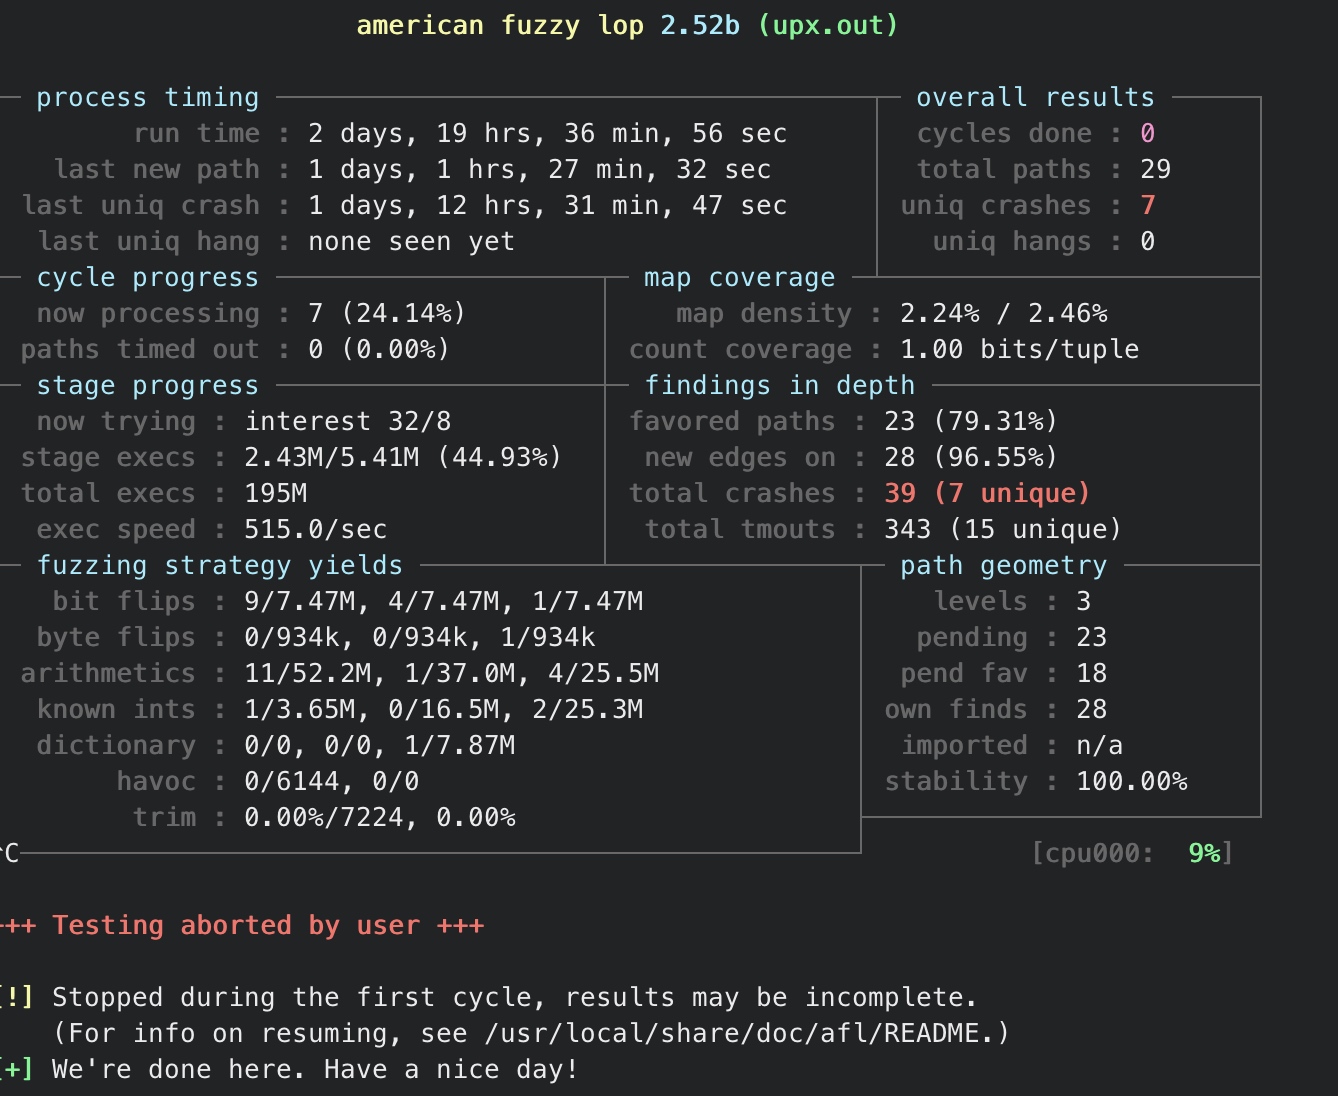 american fuzzy lop 2.52b (upx.out)
process timing overall results
run time : 2 days, 19 hrs, 36 min, 56 sec cycles done : 0
last new path : 1 days, 1 hrs, 27 min, 32 sec total paths : 29
last uniq crash : 1 days, 12 hrs, 31 min, 47 sec uniq crashes : 7
last uniq hang : none seen yet uniq hangs : 0
cycle progress map coverage
now processing : 7 (24.14%) map density : 2.24% / 2.46%
paths timed out : 0 (0.00%) count coverage : 1.00 bits/tuple
stage progress findings in depth
now trying : interest 32/8 favored paths : 23 (79.31%)
stage execs : 2.43M/5.41M (44.93%) new edges on : 28 (96.55%)
total execs : 195M total crashes : 39 (7 unique)
exec speed : 515.0/sec total tmouts : 343 (15 unique)
fuzzing strategy yields path geometry
bit flips : 9/7.47M, 4/7.47M, 1/7.47M levels : 3
byte flips : 0/934k, 0/934k, 1/934k pending : 23
arithmetics : 11/52.2M, 1/37.0M, 4/25.5M pend fav : 18
known ints : 1/3.65M, 0/16.5M, 2/25.3M own finds : 28
dictionary : 0/0, 0/0, 1/7.87M imported : n/a
havoc : 0/6144, 0/0 stability : 100.00%
trim : 0.00%/7224, 0.00%
^C [cpu000: 9%]
+++ Testing aborted by user +++
[!] Stopped during the first cycle, results may be incomplete.
(For info on resuming, see /usr/local/share/doc/afl/README.)
[+] We're done here. Have a nice day!